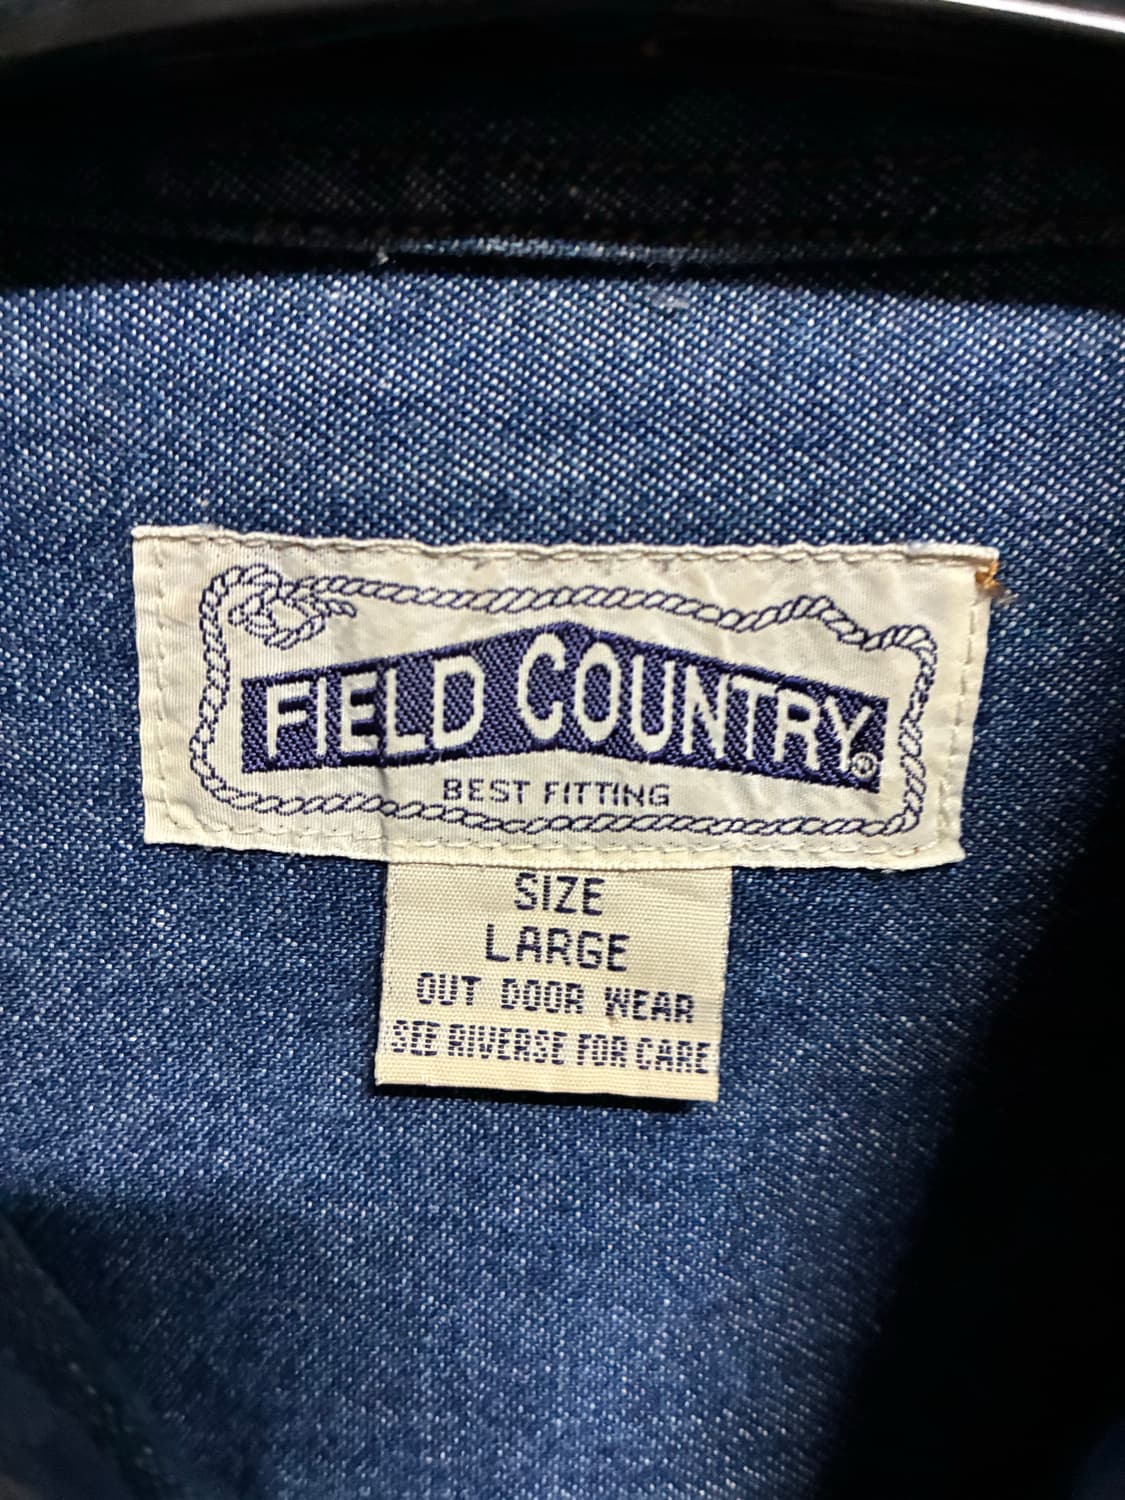 FIELD COUNTRY®
BEST FITTING
SIZE
LARGE
OUT DOOR WEAR
SEE RIVERSE FOR CARE